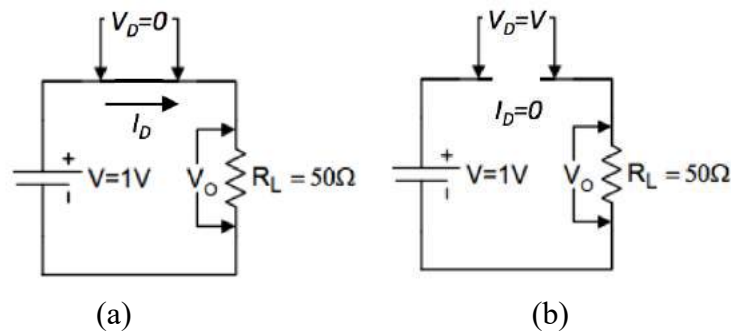 V_D=0
I_D
+
V=1V
V_O
R_L = 50Ω
(a)
V_D=V
I_D=0
+
V=1V
V_O
R_L = 50Ω
(b)